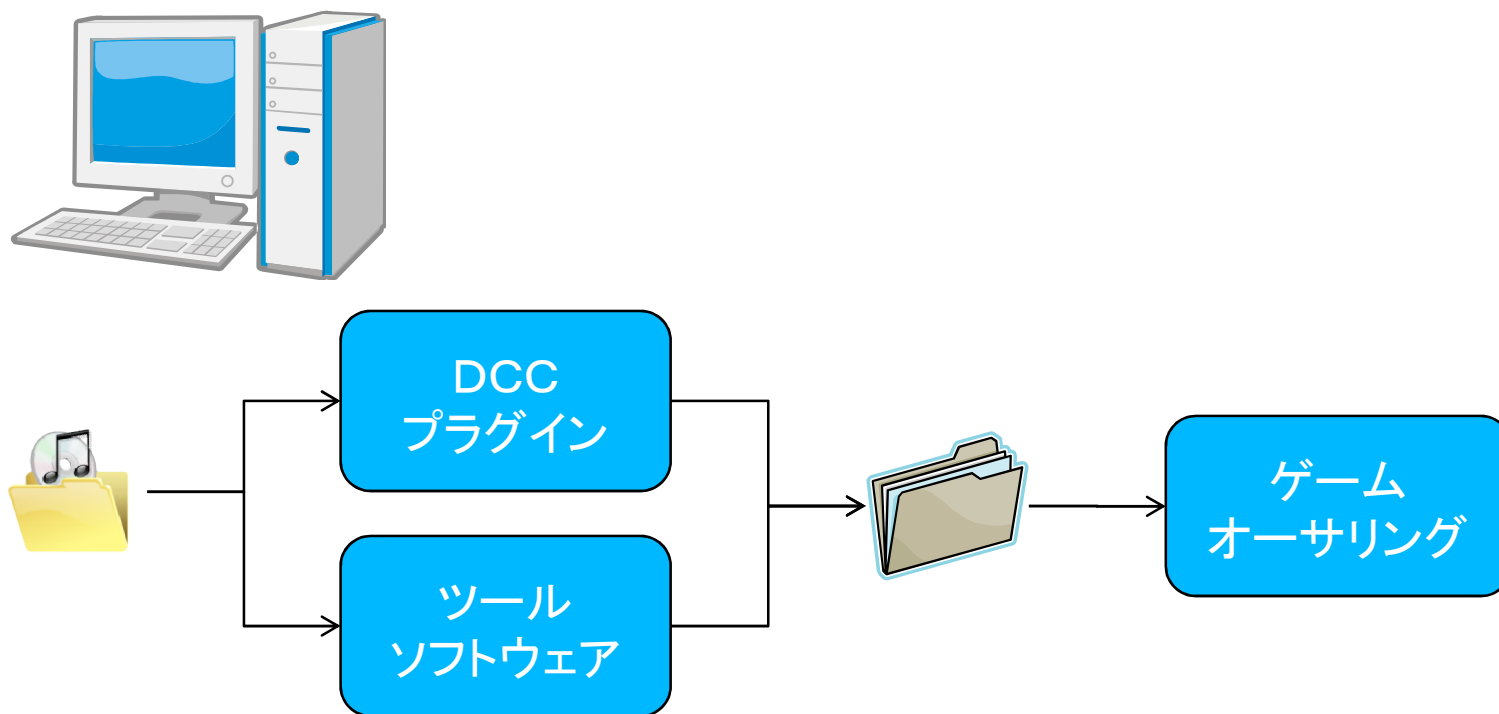 DCC
プラグイン
ツール
ソフトウェア
ゲーム
オーサリング